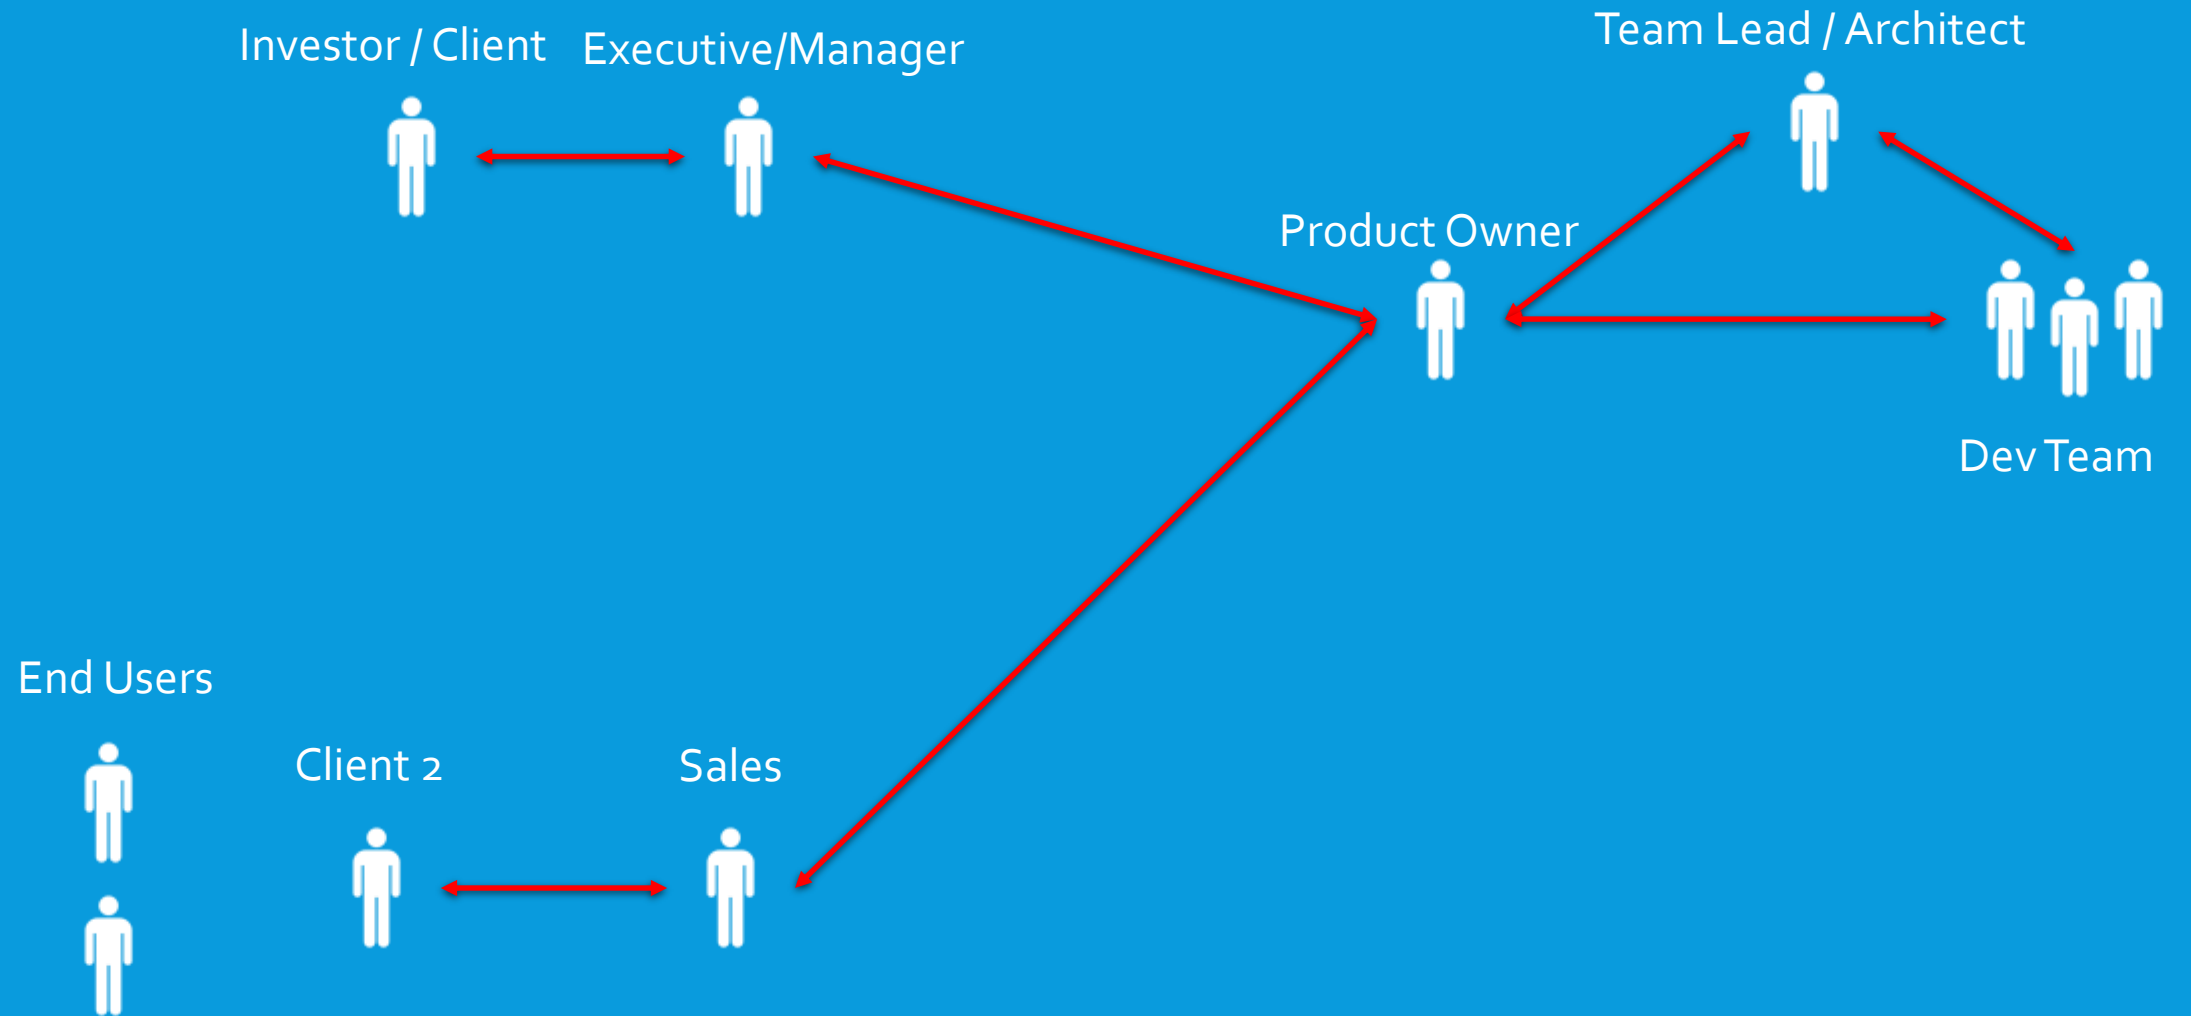 Investor / Client
Executive/Manager
Team Lead / Architect
Product Owner
Dev Team
End Users
Client 2
Sales